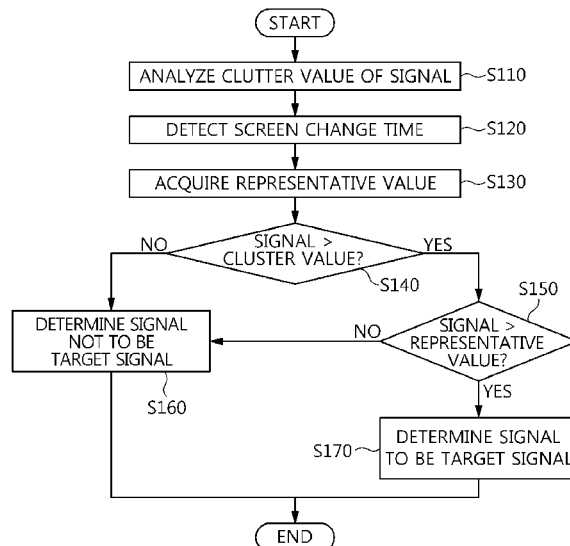 START
ANALYZE CLUTTER VALUE OF SIGNAL
S110
DETECT SCREEN CHANGE TIME
S120
ACQUIRE REPRESENTATIVE VALUE
S130
SIGNAL >
CLUSTER VALUE?
NO
YES
S140
S150
SIGNAL >
REPRESENTATIVE
VALUE?
NO
YES
DETERMINE SIGNAL
NOT TO BE
TARGET SIGNAL
S160
DETERMINE SIGNAL
TO BE TARGET SIGNAL
S170
END